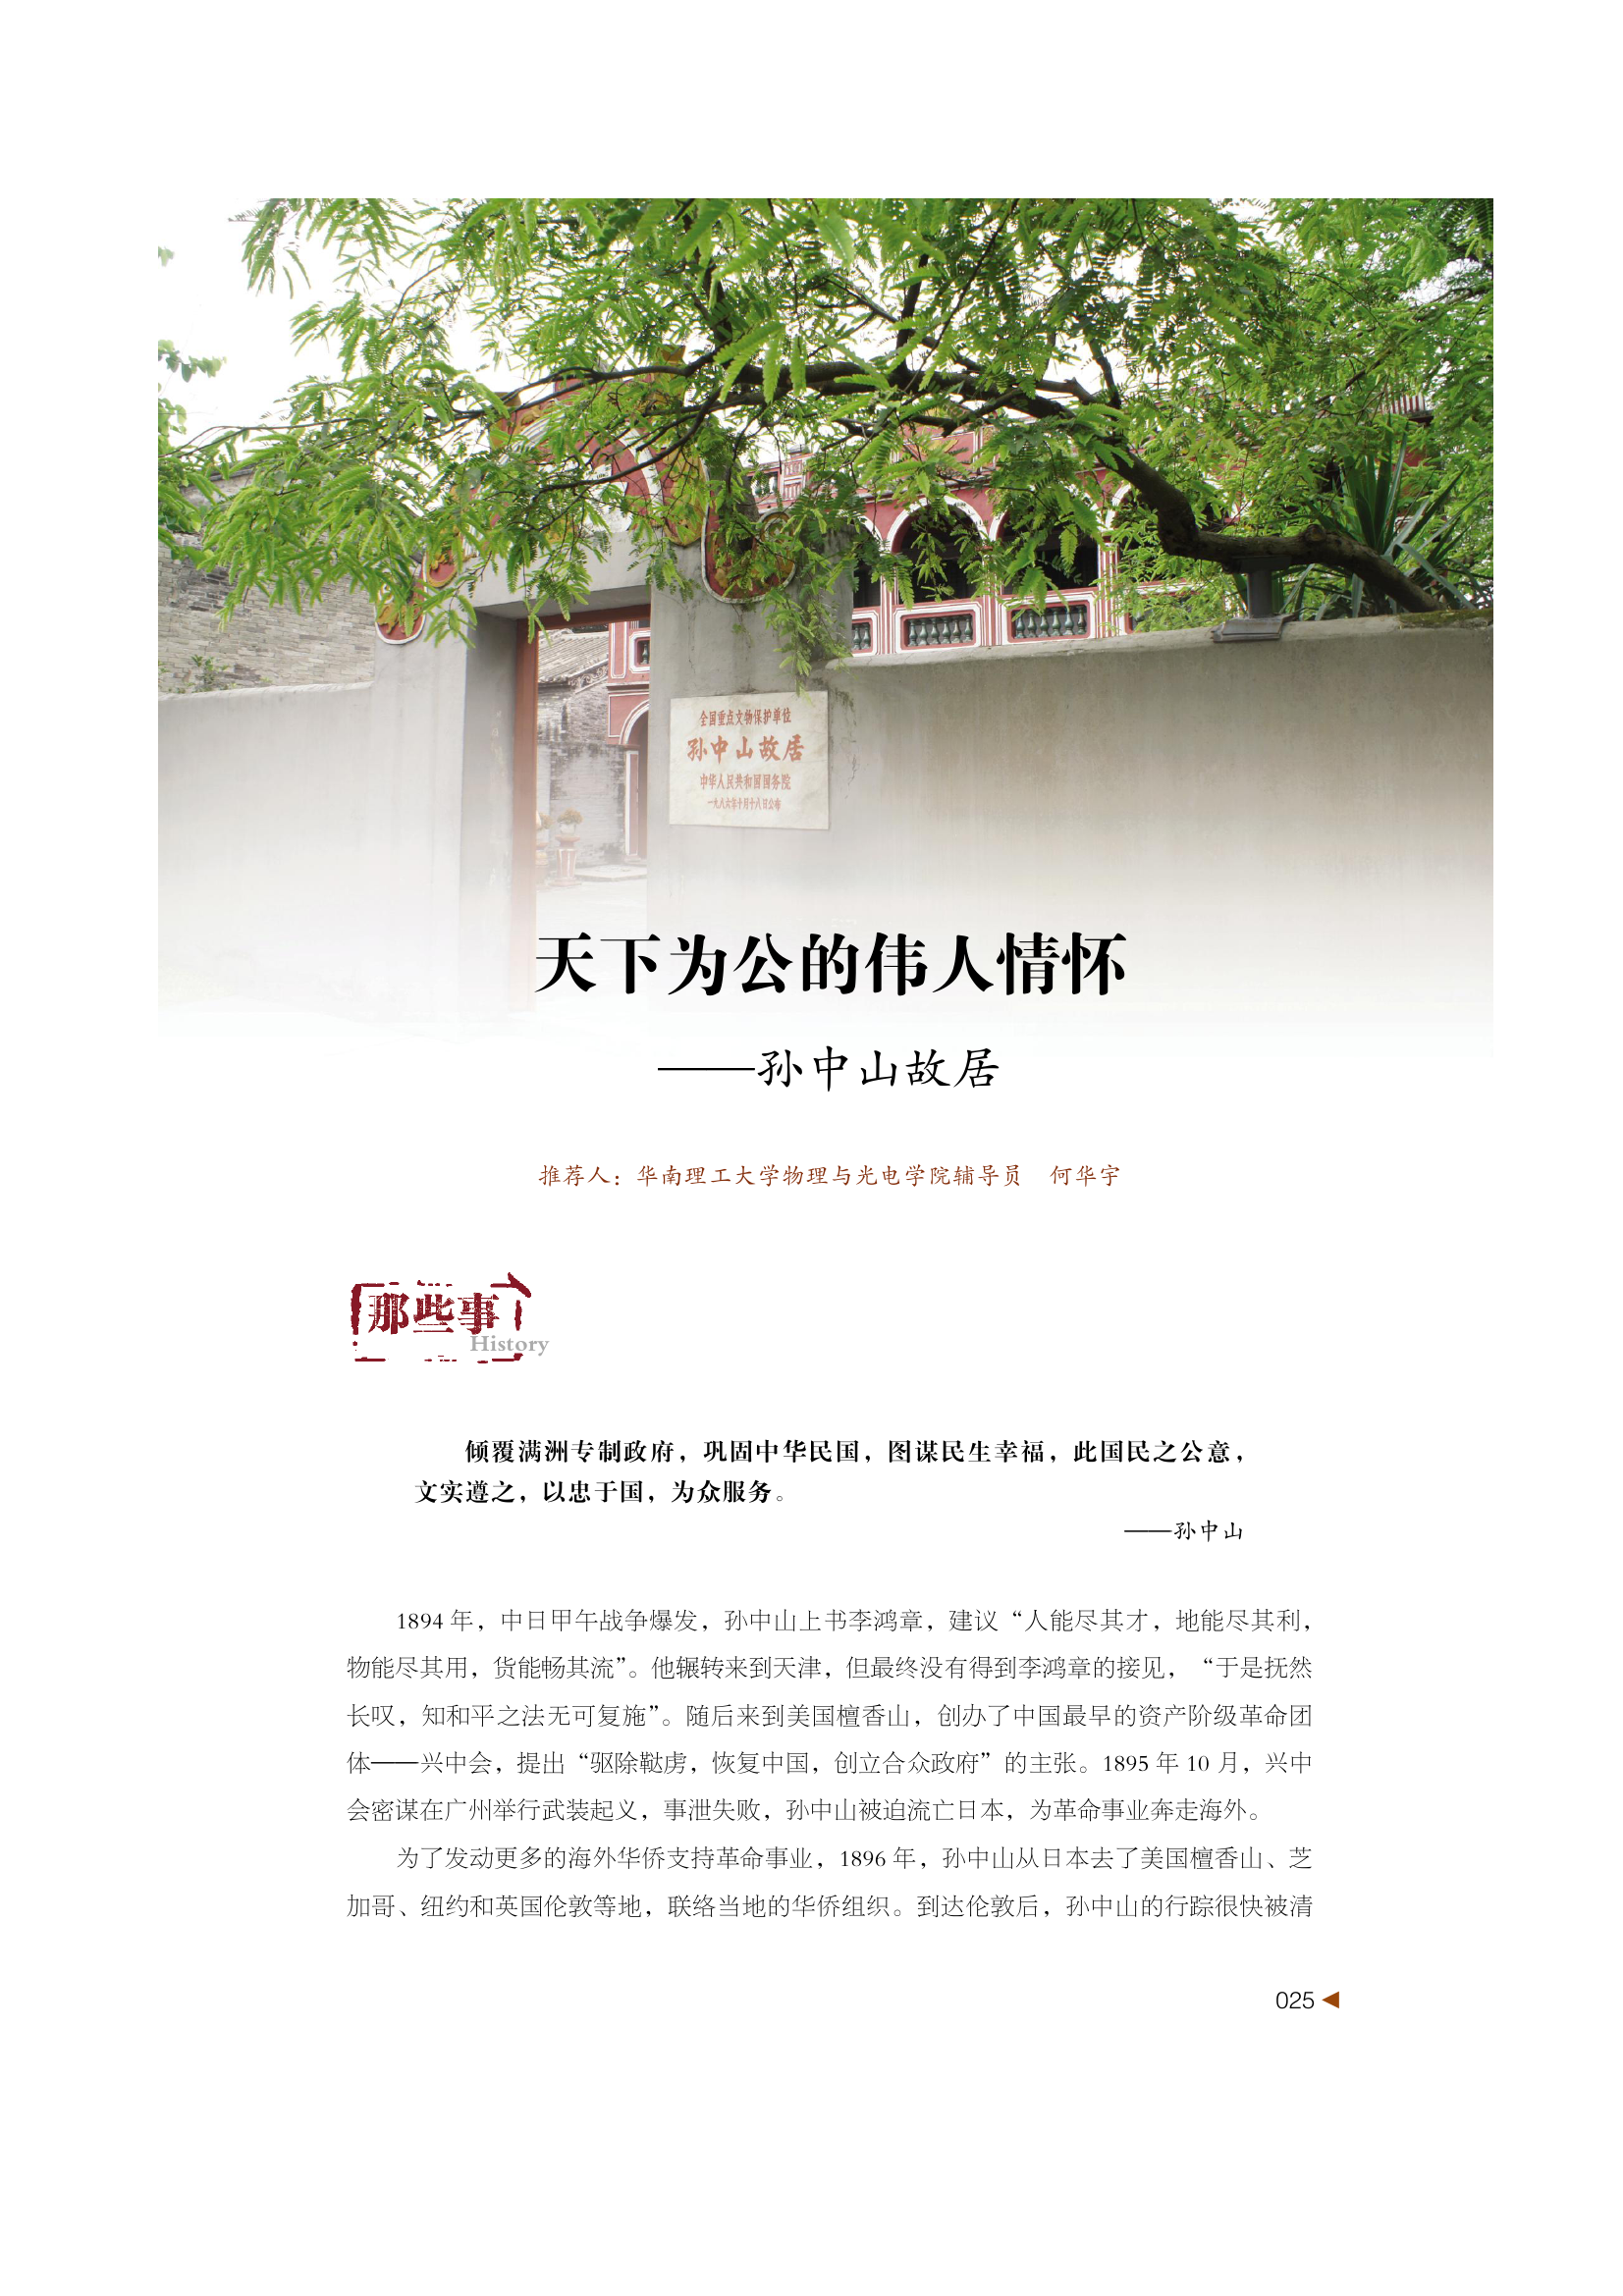 全国重点文物保护单位
孙中山故居
中华人民共和国国务院
一九八六年十月十八日公布
天下为公的伟人情怀
——孙中山故居
推荐人：华南理工大学物理与光电学院辅导员　何华宇
那些事
History
倾覆满洲专制政府，巩固中华民国，图谋民生幸福，此国民之公意，
文实遵之，以忠于国，为众服务。
——孙中山
1894 年，中日甲午战争爆发，孙中山上书李鸿章，建议“人能尽其才，地能尽其利，
物能尽其用，货能畅其流”。他辗转来到天津，但最终没有得到李鸿章的接见，“于是抚然
长叹，知和平之法无可复施”。随后来到美国檀香山，创办了中国最早的资产阶级革命团
体——兴中会，提出“驱除鞑虏，恢复中国，创立合众政府”的主张。1895 年 10 月，兴中
会密谋在广州举行武装起义，事泄失败，孙中山被迫流亡日本，为革命事业奔走海外。
为了发动更多的海外华侨支持革命事业，1896 年，孙中山从日本去了美国檀香山、芝
加哥、纽约和英国伦敦等地，联络当地的华侨组织。到达伦敦后，孙中山的行踪很快被清
025